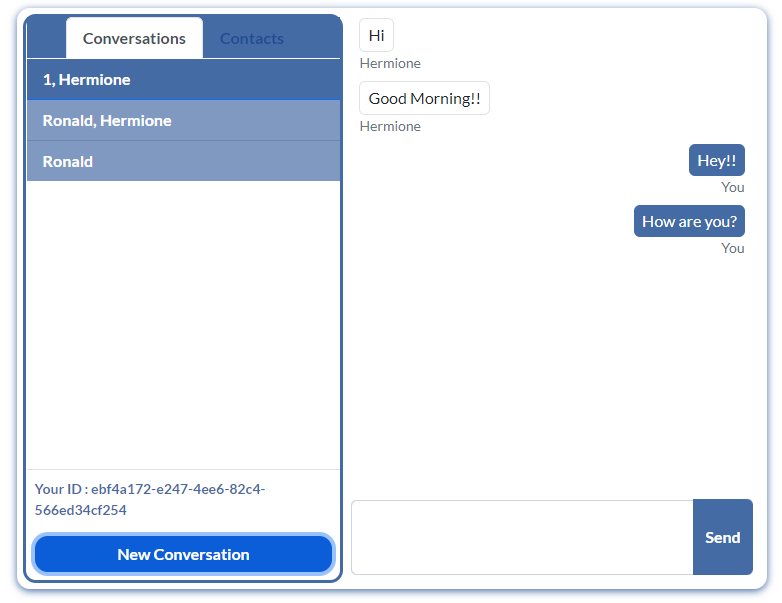 Conversations
Contacts
1, Hermione
Ronald, Hermione
Ronald
Your ID : ebf4a172-e247-4ee6-82c4-
566ed34cf254
New Conversation
Hi
Hermione
Good Morning!!
Hermione
Hey!!
You
How are you?
You
Send